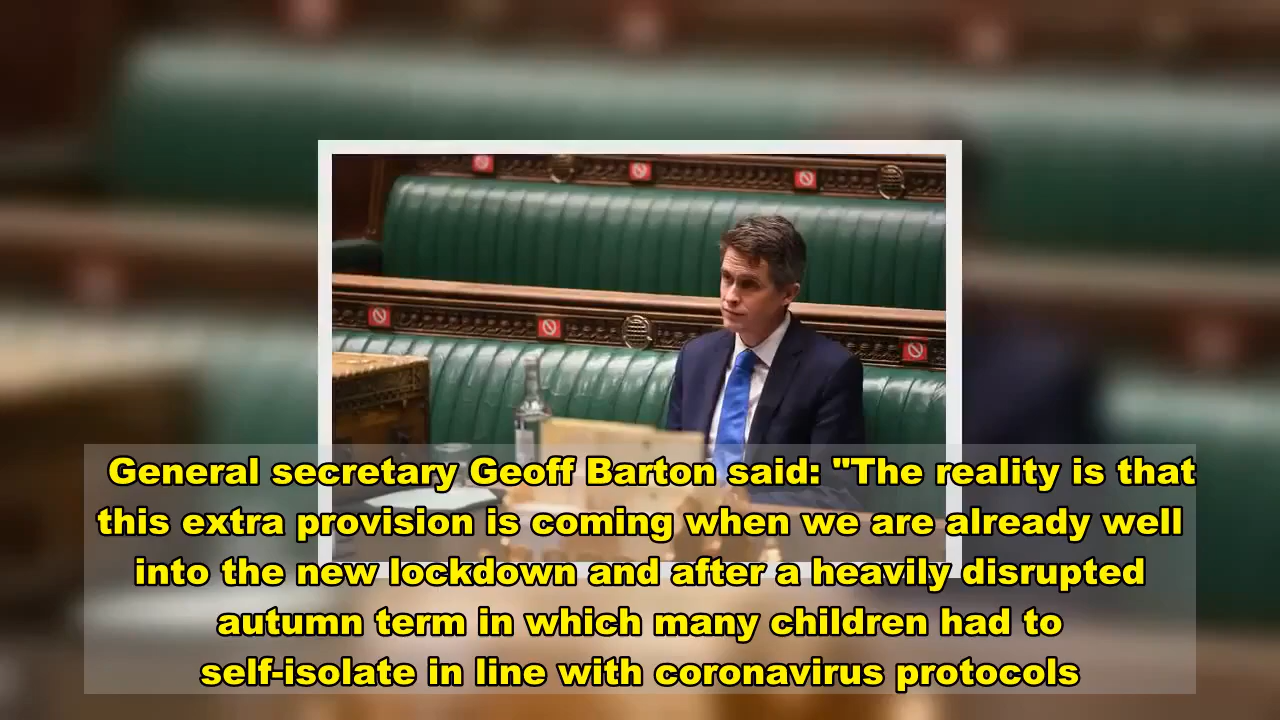 General secretary Geoff Barton said: "The reality is that
this extra provision is coming when we are already well
into the new lockdown and after a heavily disrupted
autumn term in which many children had to
self-isolate in line with coronavirus protocols